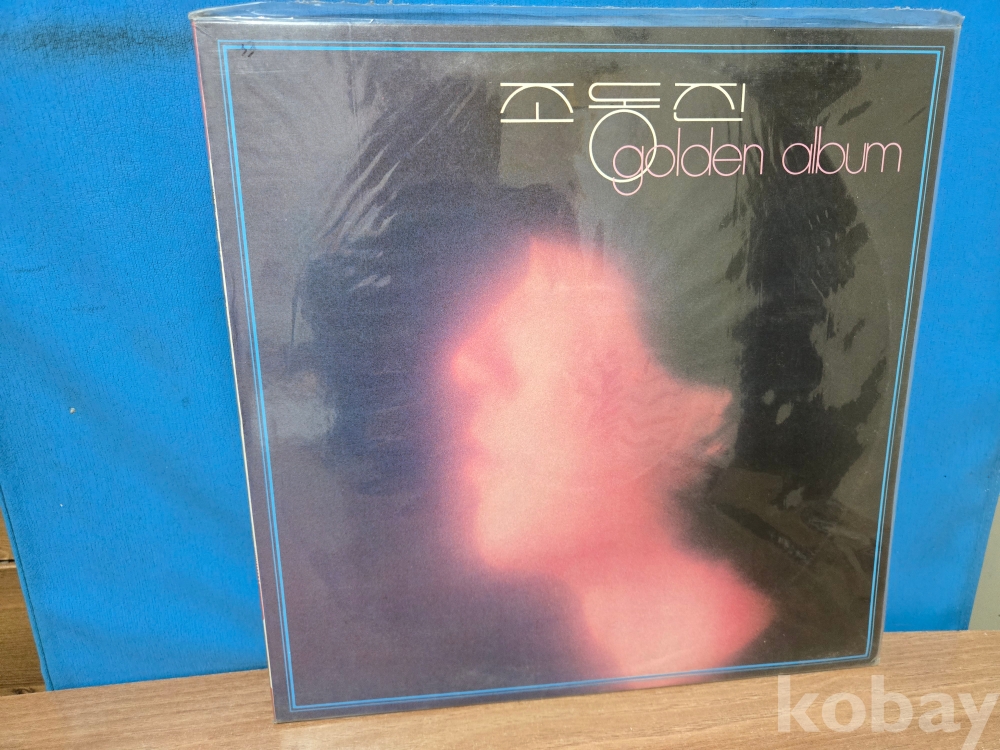 조동진
golden album
kobay